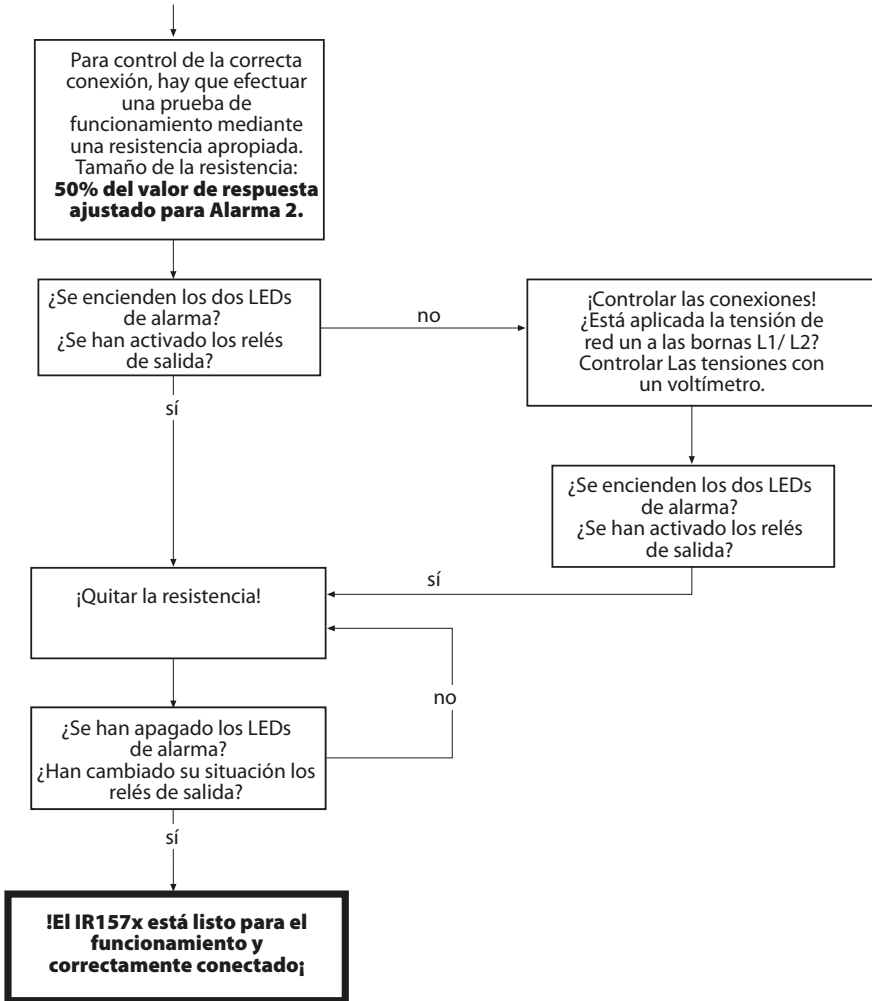 Para control de la correcta
conexión, hay que efectuar
una prueba de
funcionamiento mediante
una resistencia apropiada.
Tamaño de la resistencia:
50% del valor de respuesta
ajustado para Alarma 2.
¿Se encienden los dos LEDs
de alarma?
¿Se han activado los relés
de salida?
no
¡Controlar las conexiones!
¿Está aplicada la tensión de
red un a las bornas L1/ L2?
Controlar Las tensiones con
un voltímetro.
sí
¿Se encienden los dos LEDs
de alarma?
¿Se han activado los relés
de salida?
sí
¡Quitar la resistencia!
no
¿Se han apagado los LEDs
de alarma?
¿Han cambiado su situación los
relés de salida?
sí
!El IR157x está listo para el
funcionamiento y
correctamente conectado¡